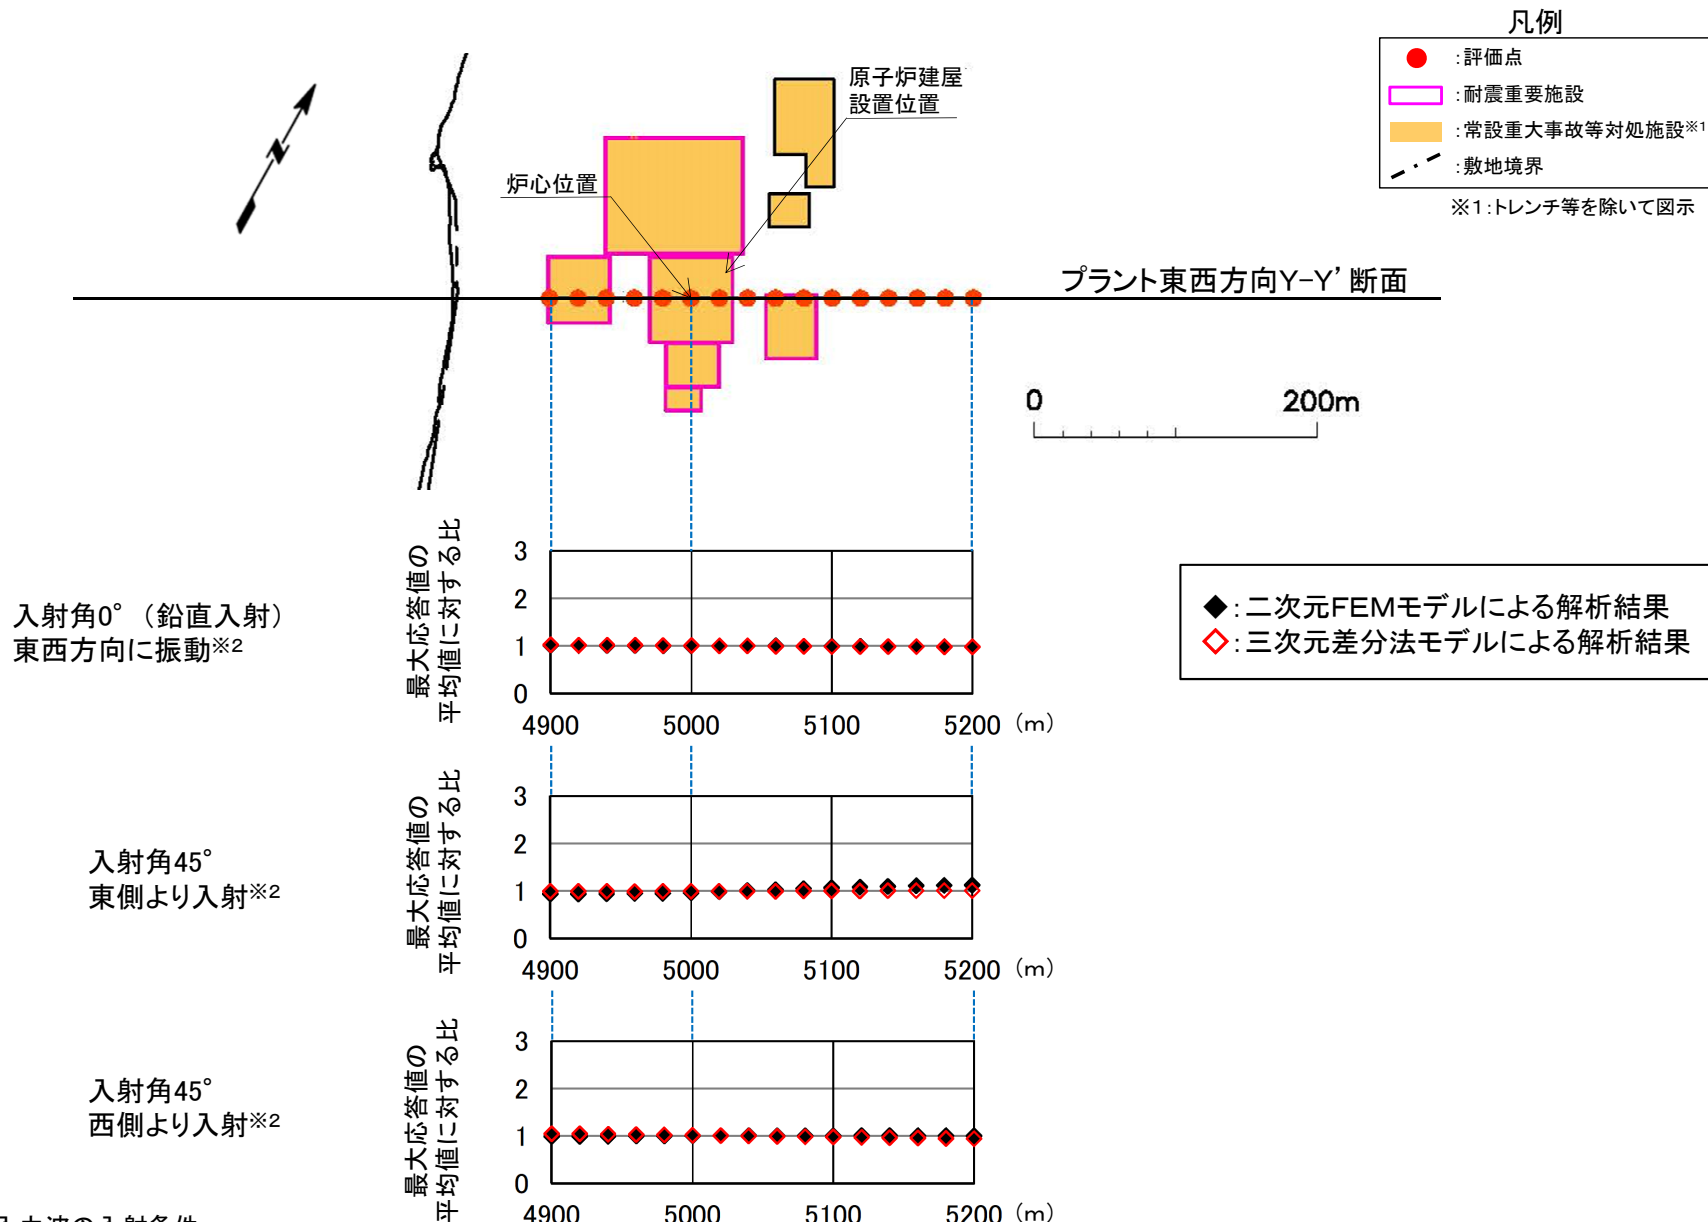 凡例
:評価点
:耐震重要施設
:常設重大事故等対処施設※1
:敷地境界
※1:トレンチ等を除いて図示
原子炉建屋
設置位置
炉心位置
プラント東西方向Y-Y’断面
0 200m
入射角0°（鉛直入射）
東西方向に振動※2
最大応答値の
平均値に対する比
3
2
1
0
4900 5000 5100 5200 (m)
◆:二次元FEMモデルによる解析結果
◇:三次元差分法モデルによる解析結果
入射角45°
東側より入射※2
最大応答値の
平均値に対する比
3
2
1
0
4900 5000 5100 5200 (m)
入射角45°
西側より入射※2
最大応答値の
平均値に対する比
3
2
1
0
4900 5000 5100 5200 (m)